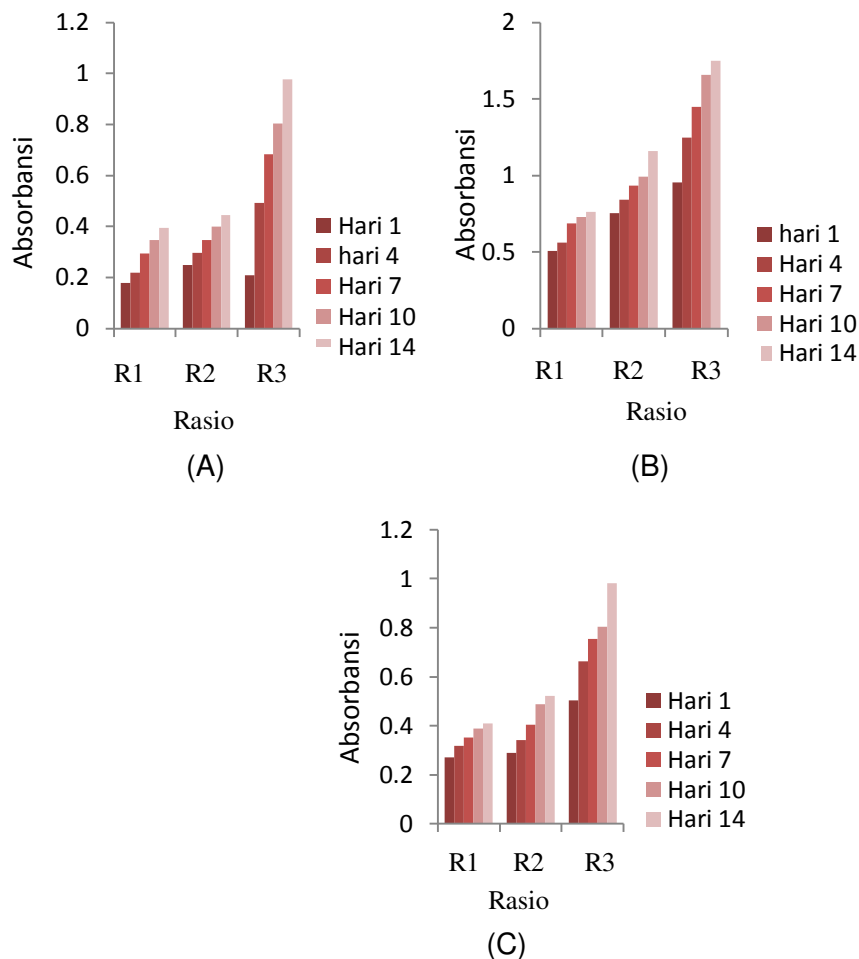 1.2
1
0.8
0.6
0.4
0.2
0
Absorbansi
R1 R2 R3
Rasio
Hari 1
hari 4
Hari 7
Hari 10
Hari 14
(A)
2
1.5
1
0.5
0
Absorbansi
R1 R2 R3
Rasio
hari 1
Hari 4
Hari 7
Hari 10
Hari 14
(B)
1.2
1
0.8
0.6
0.4
0.2
0
Absorbansi
R1 R2 R3
Rasio
Hari 1
Hari 4
Hari 7
Hari 10
Hari 14
(C)